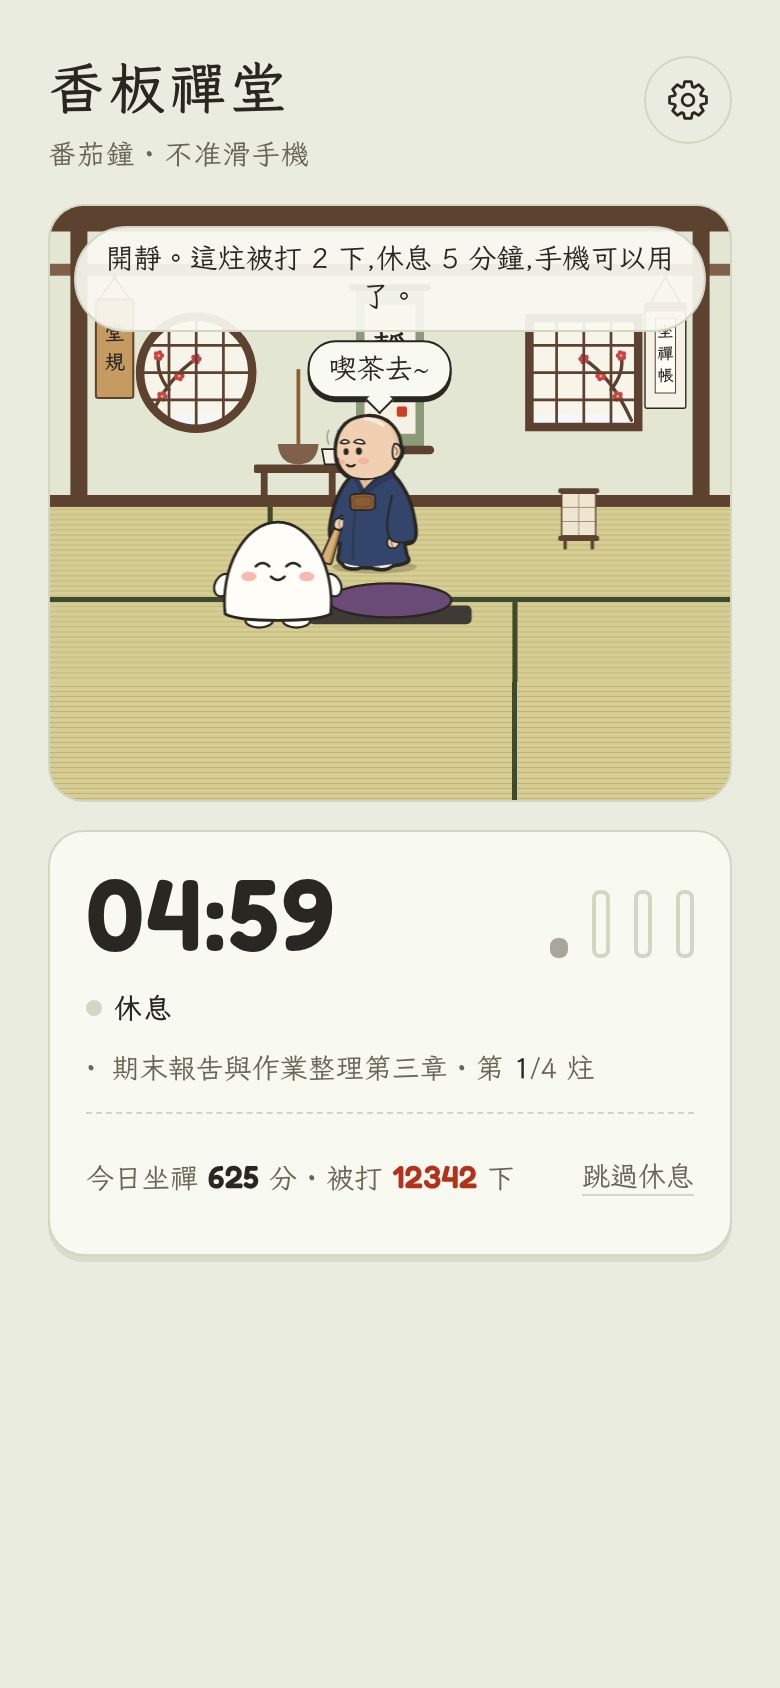 香板禪堂
番茄鐘・不准滑手機
開靜。這炷被打 2 下,休息 5 分鐘,手機可以用
了。
堂規
坐禪帳
喫茶去~
04:59
休息
・ 期末報告與作業整理第三章・第 1/4 炷
今日坐禪 625 分・被打 12342 下
跳過休息